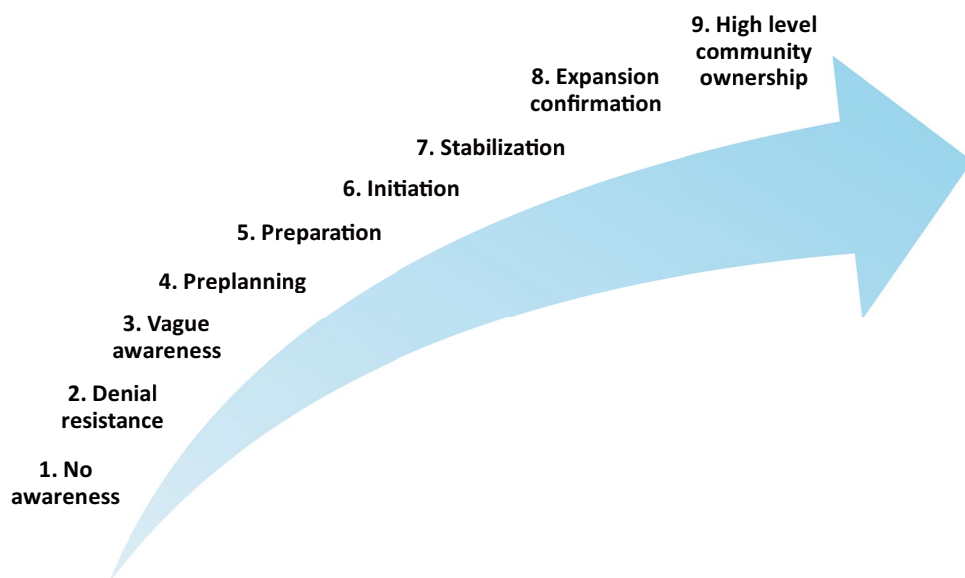 9. High level
community
ownership
8. Expansion
confirmation
7. Stabilization
6. Initiation
5. Preparation
4. Preplanning
3. Vague
awareness
2. Denial
resistance
1. No
awareness